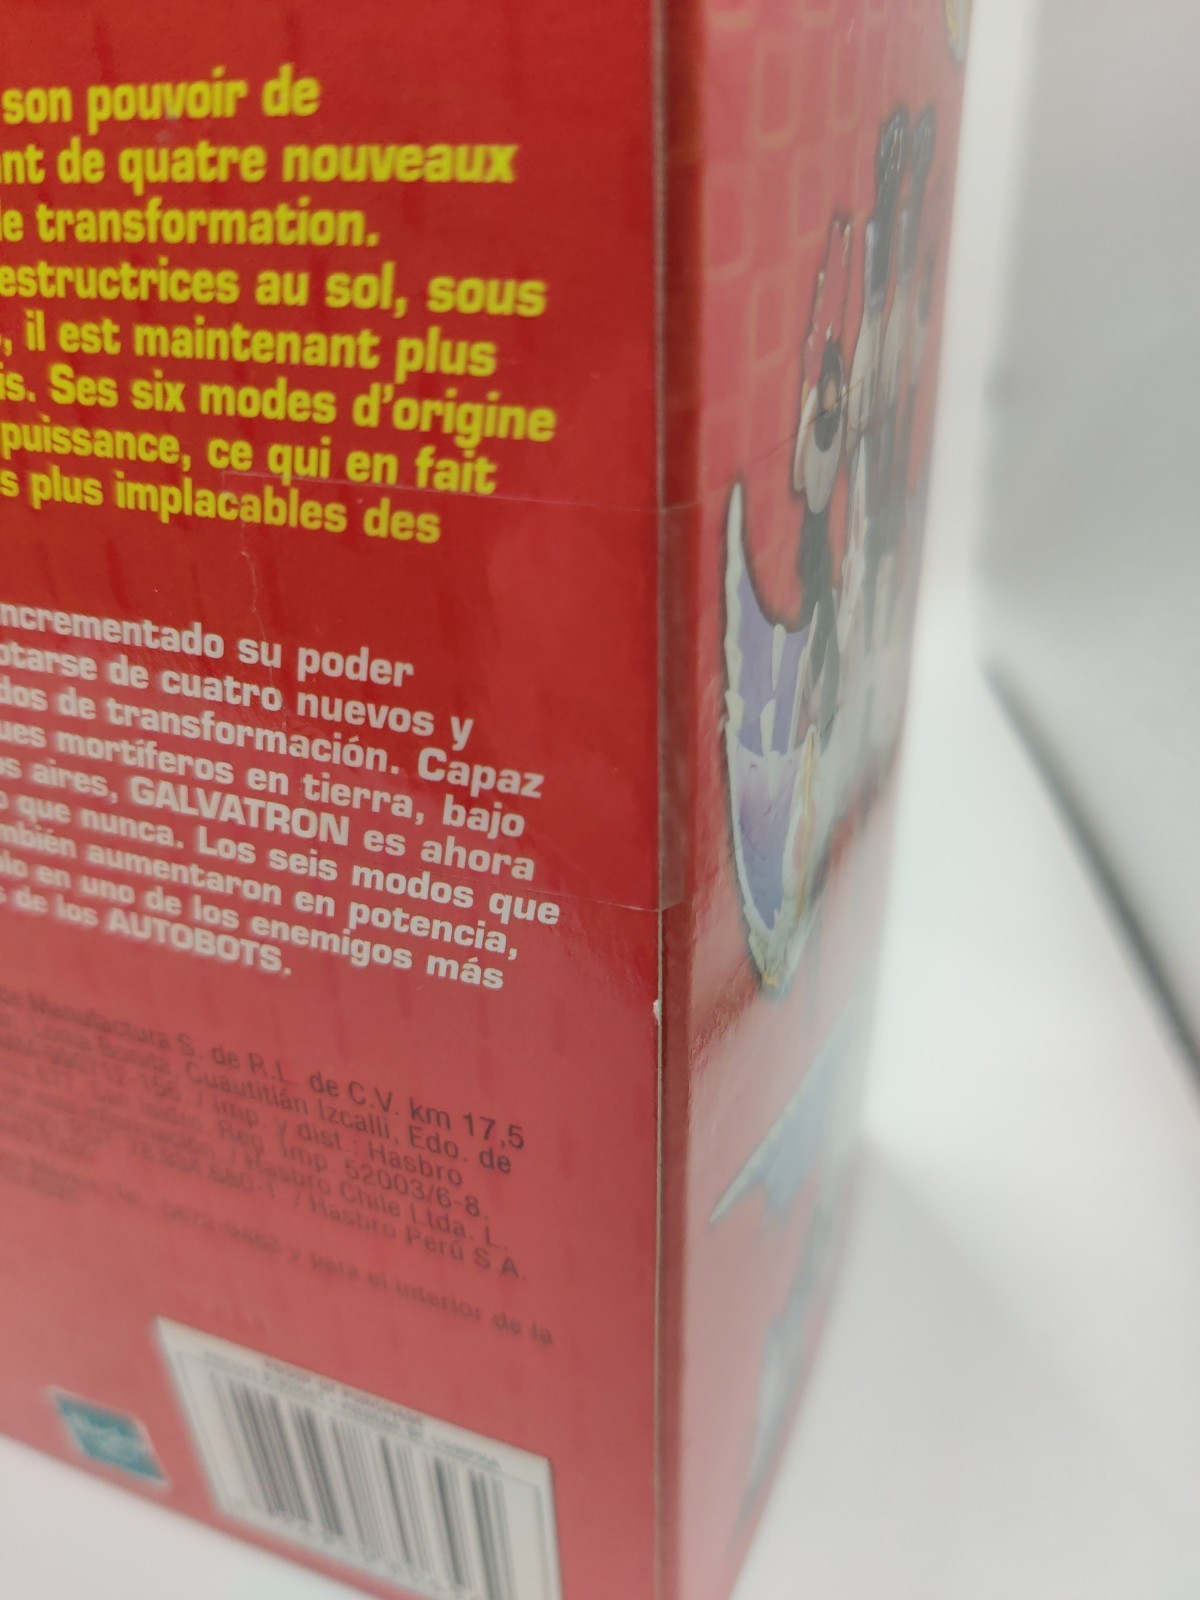 son pouvoir de
nt de quatre nouveaux
e transformation.
estructrices au sol, sous
, il est maintenant plus
is. Ses six modes d'origine
puissance, ce qui en fait
s plus implacables des
ncrementado su poder
otarse de cuatro nuevos y
dos de transformación. Capaz
ues mortíferos en tierra, bajo
os aires, GALVATRON es ahora
o que nunca. Los seis modos que
mbién aumentaron en potencia,
olo en uno de los enemigos más
s de los AUTOBOTS.
Manufactura S. de R.L. de C.V. km 17,5
Cuautitlán Izcalli, Edo. de
156 / Imp. y dist.: Hasbro
Reg. Imp. 52003/6-8.
/ Hasbro Chile Ltda. L.
/ Hasbro Perú S.A.
y para el interior de la